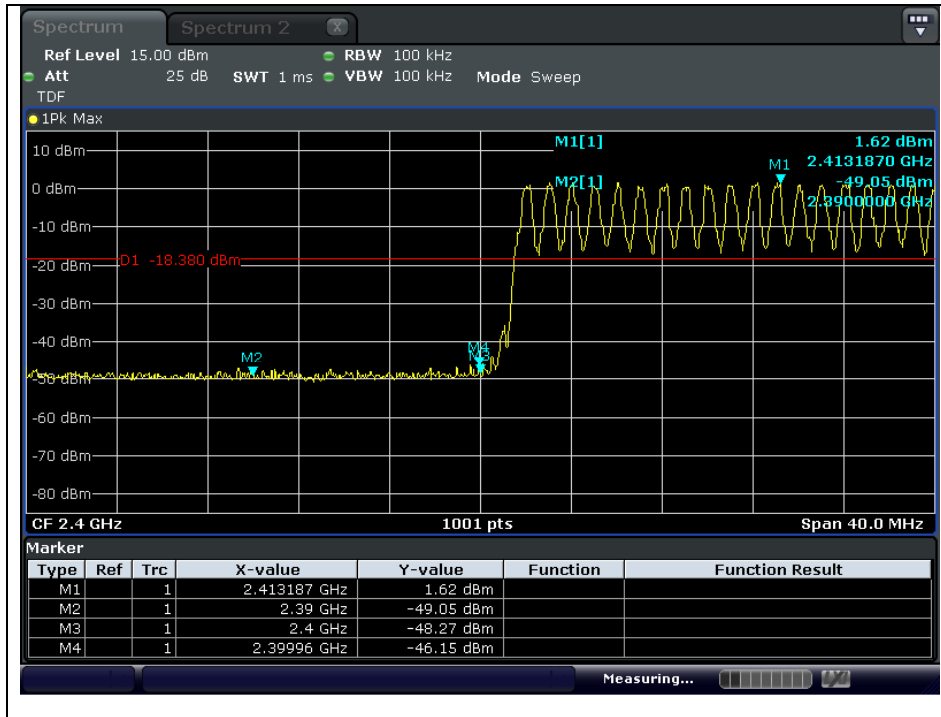 Spectrum Spectrum 2 X
Ref Level 15.00 dBm RBW 100 kHz
Att 25 dB SWT 1 ms VBW 100 kHz Mode Sweep
TDF
1Pk Max
M1[1] 1.62 dBm
2.4131870 GHz
M2[1] -49.05 dBm
2.3900000 GHz
M1
10 dBm
0 dBm
-10 dBm
-20 dBm
D1 -18.380 dBm
-30 dBm
-40 dBm
M2
M4
M3
-50 dBm
-60 dBm
-70 dBm
-80 dBm
CF 2.4 GHz 1001 pts Span 40.0 MHz
Marker
Type Ref Trc X-value Y-value Function Function Result
M1 1 2.413187 GHz 1.62 dBm
M2 1 2.39 GHz -49.05 dBm
M3 1 2.4 GHz -48.27 dBm
M4 1 2.39996 GHz -46.15 dBm
Measuring...